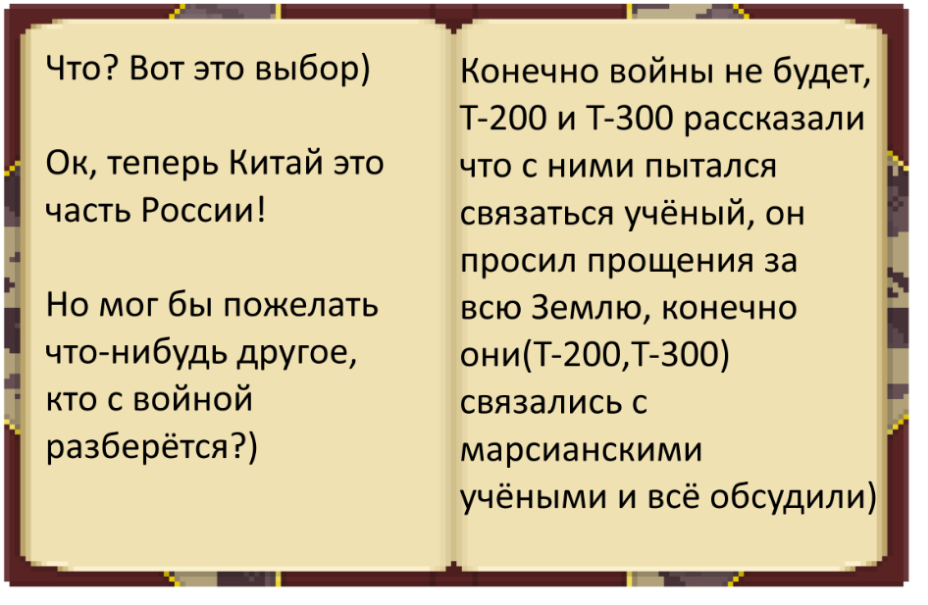 Что? Вот это выбор)
Ок, теперь Китай это
часть России!
Но мог бы пожелать
что-нибудь другое,
кто с войной
разберётся?)
Конечно войны не будет,
Т-200 и Т-300 рассказали
что с ними пытался
связаться учёный, он
просил прощения за
всю Землю, конечно
они(Т-200,Т-300)
связались с
марсианскими
учёными и всё обсудили)